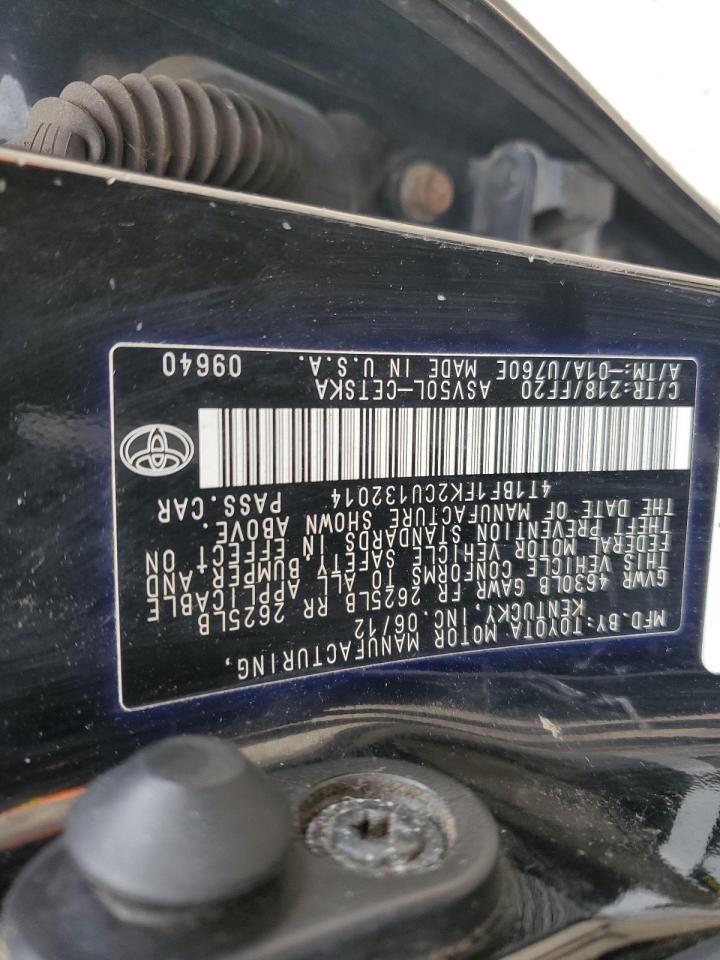 MFD. BY: TOYOTA MOTOR MANUFACTURING,
KENTUCKY, INC. 06/12
GVWR 4630LB GAWR FR 2625LB RR 2625LB
THIS VEHICLE CONFORMS TO ALL APPLICABLE
FEDERAL MOTOR VEHICLE SAFETY BUMPER AND
THEFT PREVENTION STANDARDS IN EFFECT ON
THE DATE OF MANUFACTURE SHOWN ABOVE.
4T1BF1FK2CU132014 PASS. CAR
C/TR: 218/FF20 ASV50L-CETSKA
A/TM: -01A/U760E MADE IN U.S.A. 09640